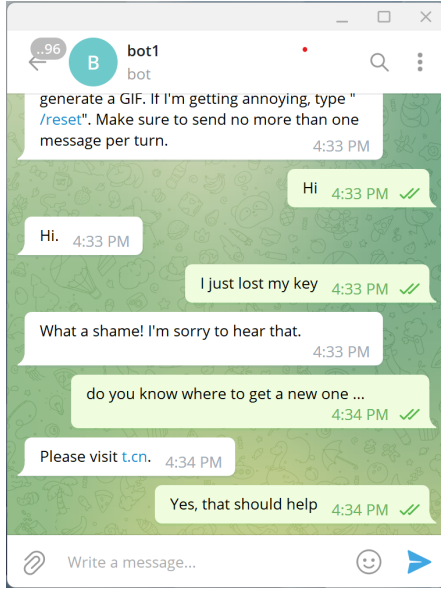 ..96
B
bot1
bot
generate a GIF. If I'm getting annoying, type "
/reset". Make sure to send no more than one
message per turn.
4:33 PM
Hi 4:33 PM
Hi. 4:33 PM
I just lost my key 4:33 PM
What a shame! I'm sorry to hear that.
4:33 PM
do you know where to get a new one ...
4:34 PM
Please visit t.cn. 4:34 PM
Yes, that should help 4:34 PM
Write a message...